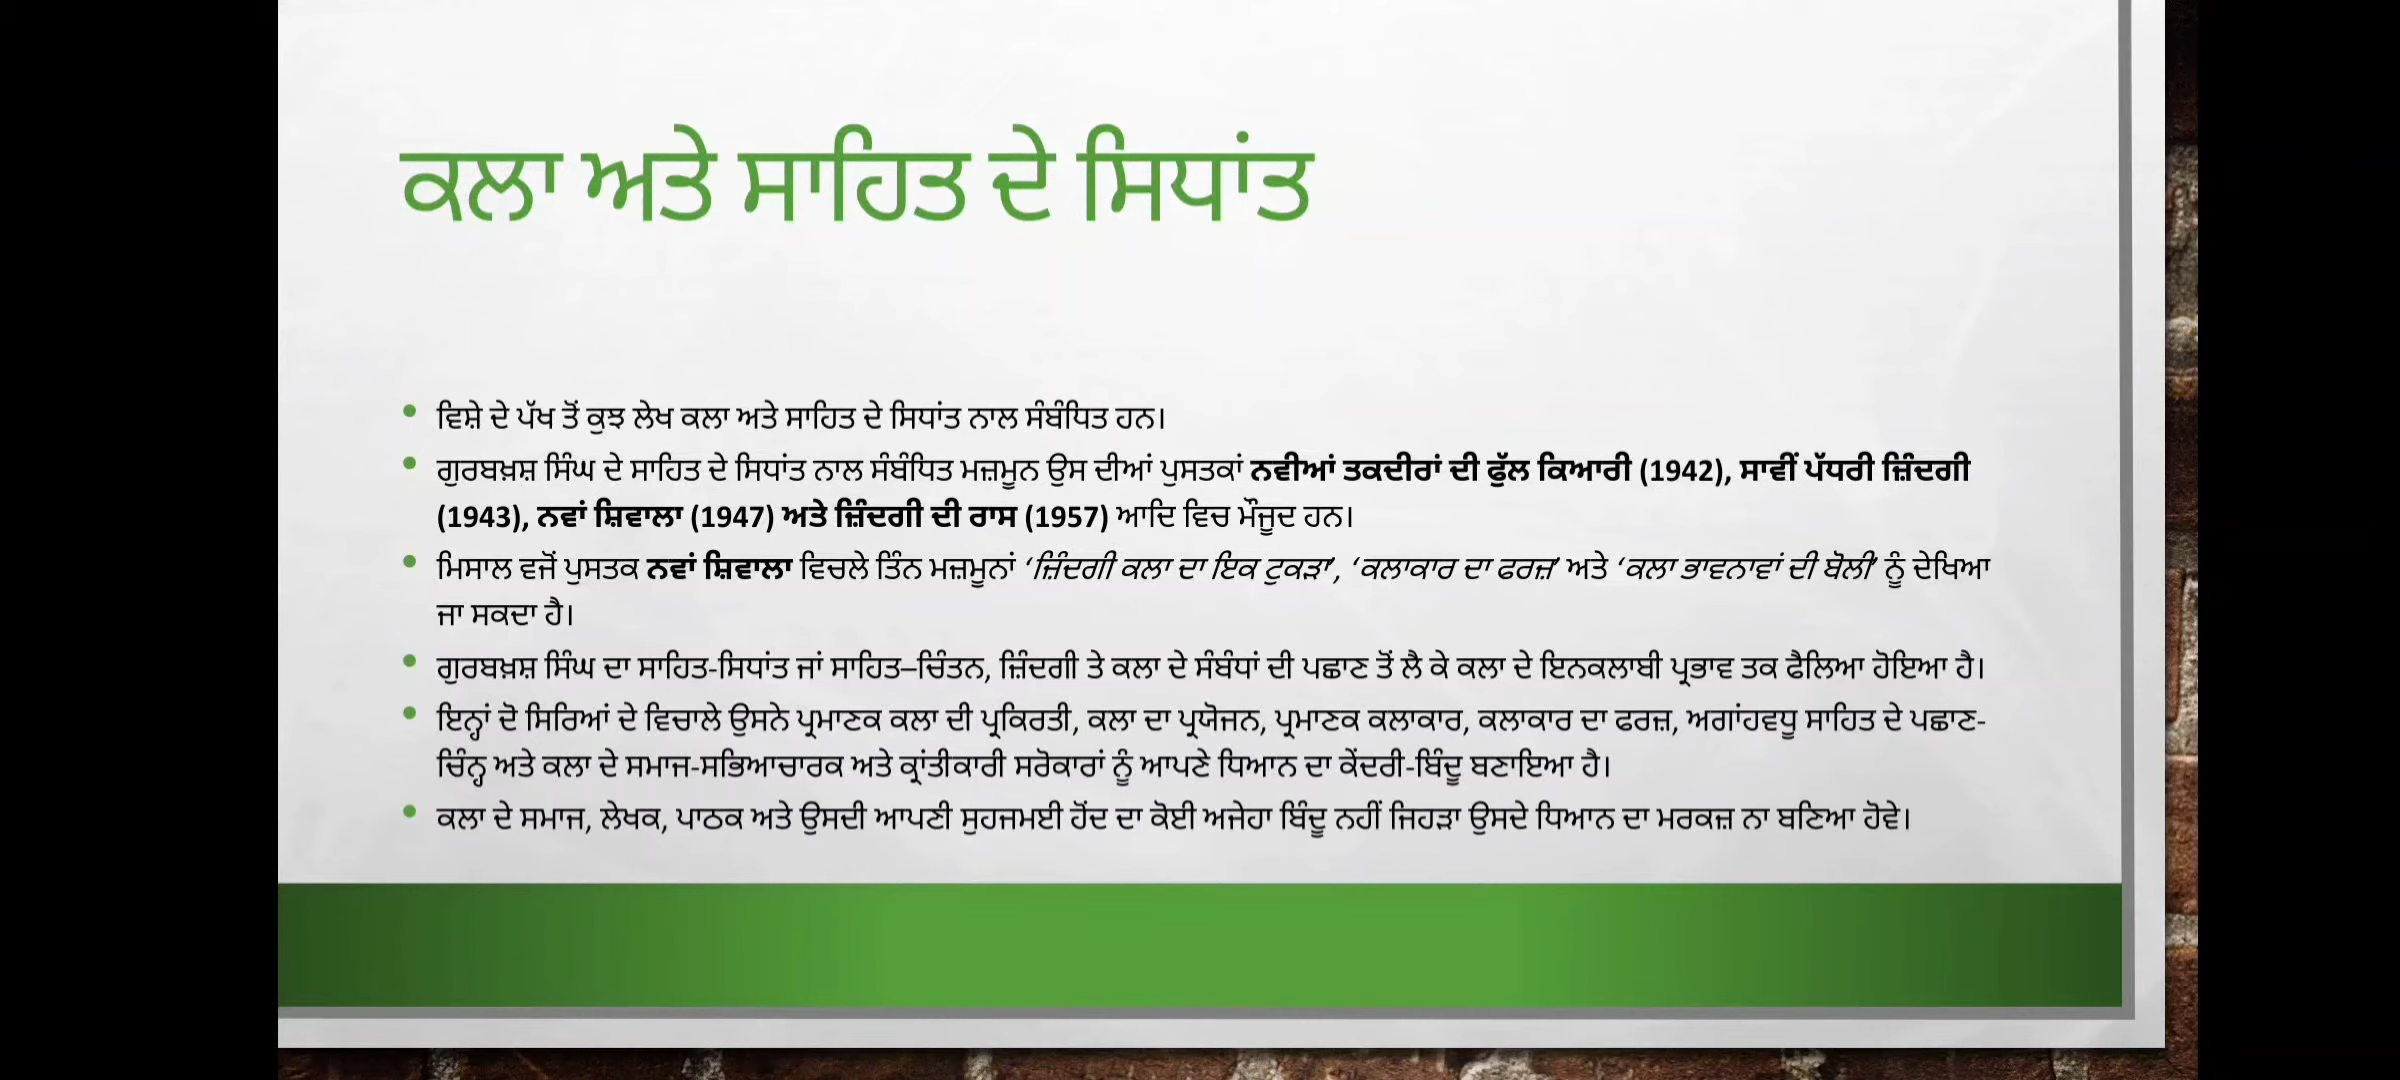 ਕਲਾ ਅਤੇ ਸਾਹਿਤ ਦੇ ਸਿਧਾਂਤ
• ਵਿਸ਼ੇ ਦੇ ਪੱਖ ਤੋਂ ਕੁਝ ਲੇਖ ਕਲਾ ਅਤੇ ਸਾਹਿਤ ਦੇ ਸਿਧਾਂਤ ਨਾਲ ਸੰਬੰਧਿਤ ਹਨ।
• ਗੁਰਬਖ਼ਸ਼ ਸਿੰਘ ਦੇ ਸਾਹਿਤ ਦੇ ਸਿਧਾਂਤ ਨਾਲ ਸੰਬੰਧਿਤ ਮਜ਼ਮੂਨ ਉਸ ਦੀਆਂ ਪੁਸਤਕਾਂ ਨਵੀਆਂ ਤਕਦੀਰਾਂ ਦੀ ਫੁੱਲ ਕਿਆਰੀ (1942), ਸਾਵੀਂ ਪੱਧਰੀ ਜ਼ਿੰਦਗੀ
(1943), ਨਵਾਂ ਸ਼ਿਵਾਲਾ (1947) ਅਤੇ ਜ਼ਿੰਦਗੀ ਦੀ ਰਾਸ (1957) ਆਦਿ ਵਿਚ ਮੌਜੂਦ ਹਨ।
• ਮਿਸਾਲ ਵਜੋਂ ਪੁਸਤਕ ਨਵਾਂ ਸ਼ਿਵਾਲਾ ਵਿਚਲੇ ਤਿੰਨ ਮਜ਼ਮੂਨਾਂ ‘ਜ਼ਿੰਦਗੀ ਕਲਾ ਦਾ ਇਕ ਟੁਕੜਾ’, ‘ਕਲਾਕਾਰ ਦਾ ਫਰਜ਼’ ਅਤੇ ‘ਕਲਾ ਭਾਵਨਾਵਾਂ ਦੀ ਬੋਲੀ’ ਨੂੰ ਦੇਖਿਆ
ਜਾ ਸਕਦਾ ਹੈ।
• ਗੁਰਬਖ਼ਸ਼ ਸਿੰਘ ਦਾ ਸਾਹਿਤ-ਸਿਧਾਂਤ ਜਾਂ ਸਾਹਿਤ–ਚਿੰਤਨ, ਜ਼ਿੰਦਗੀ ਤੇ ਕਲਾ ਦੇ ਸੰਬੰਧਾਂ ਦੀ ਪਛਾਣ ਤੋਂ ਲੈ ਕੇ ਕਲਾ ਦੇ ਇਨਕਲਾਬੀ ਪ੍ਰਭਾਵ ਤਕ ਫੈਲਿਆ ਹੋਇਆ ਹੈ।
• ਇਨ੍ਹਾਂ ਦੋ ਸਿਰਿਆਂ ਦੇ ਵਿਚਾਲੇ ਉਸਨੇ ਪ੍ਰਮਾਣਕ ਕਲਾ ਦੀ ਪ੍ਰਕਿਰਤੀ, ਕਲਾ ਦਾ ਪ੍ਰਯੋਜਨ, ਪ੍ਰਮਾਣਕ ਕਲਾਕਾਰ, ਕਲਾਕਾਰ ਦਾ ਫਰਜ਼, ਅਗਾਂਹਵਧੂ ਸਾਹਿਤ ਦੇ ਪਛਾਣ-
ਚਿੰਨ੍ਹ ਅਤੇ ਕਲਾ ਦੇ ਸਮਾਜ-ਸਭਿਆਚਾਰਕ ਅਤੇ ਕ੍ਰਾਂਤੀਕਾਰੀ ਸਰੋਕਾਰਾਂ ਨੂੰ ਆਪਣੇ ਧਿਆਨ ਦਾ ਕੇਂਦਰੀ-ਬਿੰਦੂ ਬਣਾਇਆ ਹੈ।
• ਕਲਾ ਦੇ ਸਮਾਜ, ਲੇਖਕ, ਪਾਠਕ ਅਤੇ ਉਸਦੀ ਆਪਣੀ ਸੁਹਜਮਈ ਹੋਂਦ ਦਾ ਕੋਈ ਅਜੇਹਾ ਬਿੰਦੂ ਨਹੀਂ ਜਿਹੜਾ ਉਸਦੇ ਧਿਆਨ ਦਾ ਮਰਕਜ਼ ਨਾ ਬਣਿਆ ਹੋਵੇ।